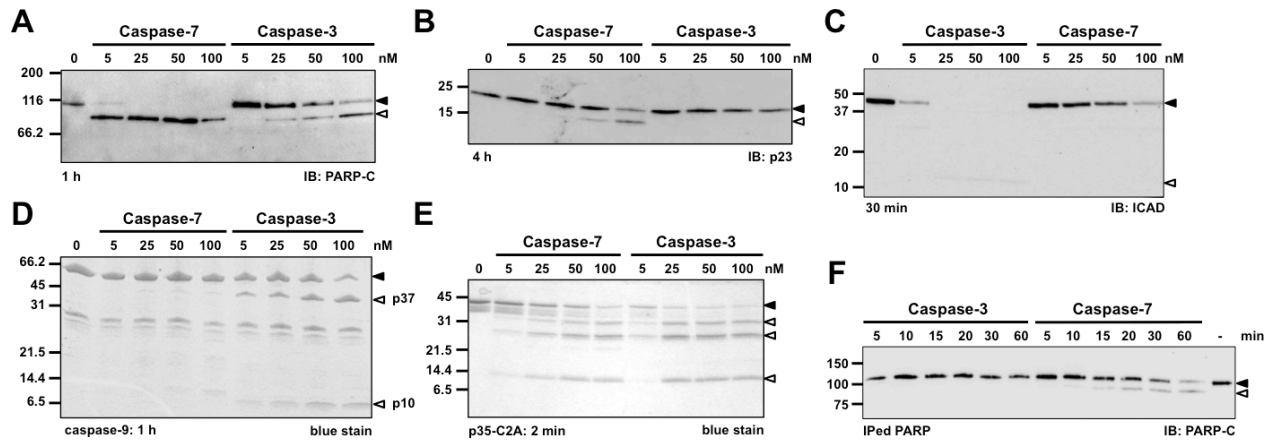 A
Caspase-7 Caspase-3
0 5 25 50 100 5 25 50 100 nM
200
116
66.2
1 h IB: PARP-C
B
Caspase-7 Caspase-3
0 5 25 50 100 5 25 50 100 nM
25
15
4 h IB: p23
C
Caspase-3 Caspase-7
0 5 25 50 100 5 25 50 100 nM
50
37
20
10
30 min IB: ICAD
D
Caspase-7 Caspase-3
0 5 25 50 100 5 25 50 100 nM
66.2
45
31
21.5
14.4
6.5
p37
p10
caspase-9: 1 h blue stain
E
Caspase-7 Caspase-3
0 5 25 50 100 5 25 50 100 nM
45
31
21.5
14.4
6.5
p35-C2A: 2 min blue stain
F
Caspase-3 Caspase-7
5 10 15 20 30 60 5 10 15 20 30 60 - min
150
100
75
IPed PARP IB: PARP-C